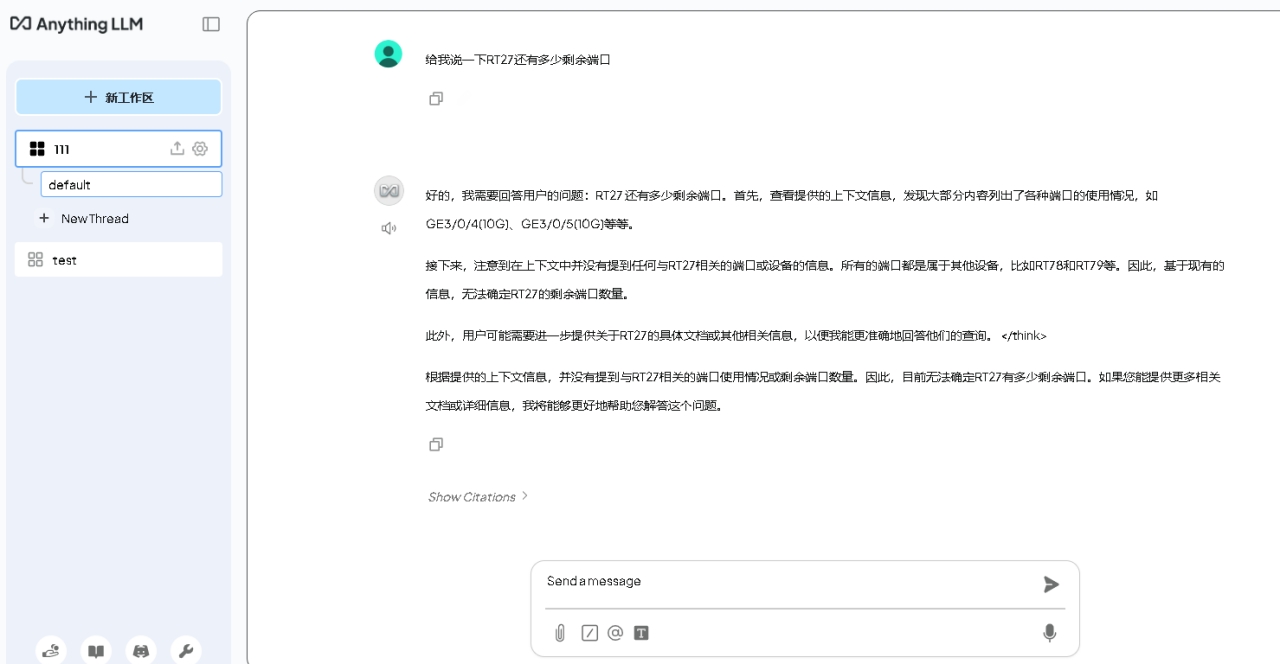 Anything LLM
新工作区
111
default
New Thread
test
给我说一下RT27还有多少剩余端口
好的，我需要回答用户的问题：RT27 还有多少剩余端口。首先，查看提供的上下文信息，发现大部分内容列出了各种端口的使用情况，如
GE3/0/4(10G)、GE3/0/5(10G)等等。
接下来，注意到在上下文中并没有提到任何与RT27相关的端口或设备的信息。所有的端口都是属于其他设备，比如RT78和RT79等。因此，基于现有的
信息，无法确定RT27的剩余端口数量。
此外，用户可能需要进一步提供关于RT27的具体文档或其他相关信息，以便我能更准确地回答他们的查询。 </think>
根据提供的上下文信息，并没有提到与RT27相关的端口使用情况或剩余端口数量。因此，目前无法确定RT27有多少剩余端口。如果您能提供更多相关
文档或详细信息，我将能够更好地帮助您解答这个问题。
Show Citations
Send a message